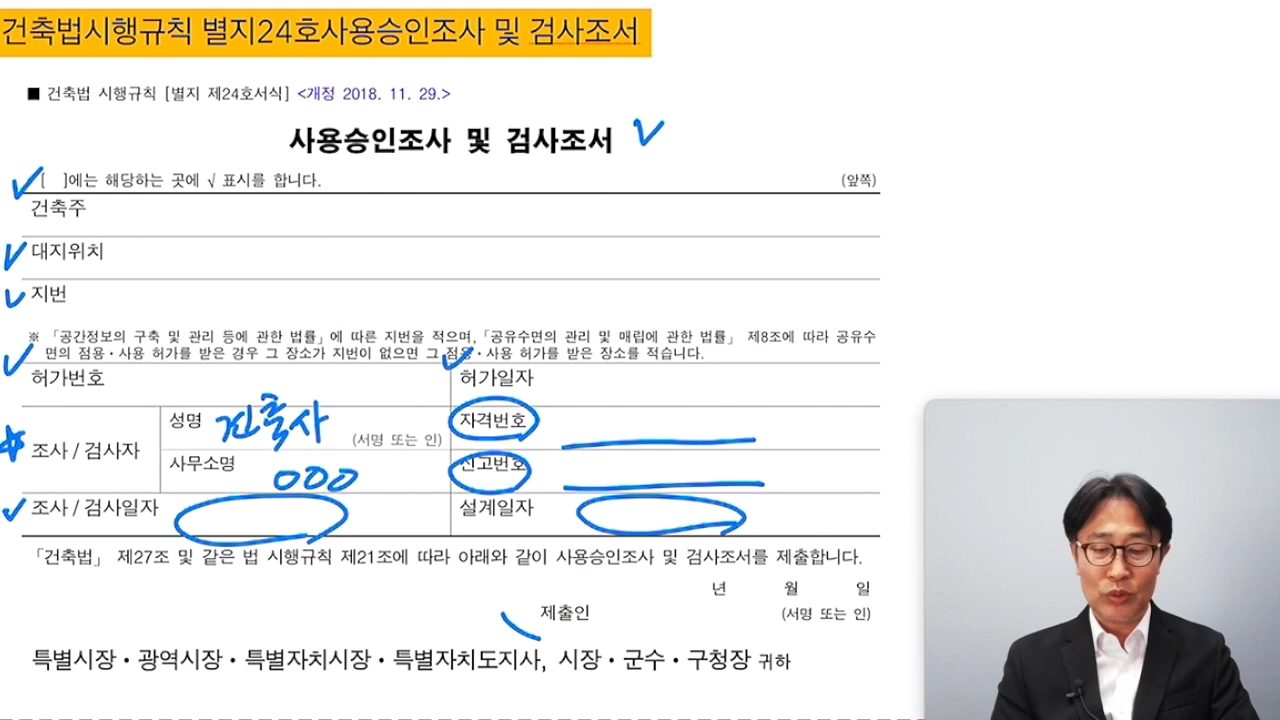 건축법시행규칙 별지24호사용승인조사 및 검사조서
■ 건축법 시행규칙 [별지 제24호서식] <개정 2018. 11. 29.>
사용승인조사 및 검사조서
[ ]에는 해당하는 곳에 √ 표시를 합니다. (앞쪽)
건축주
대지위치
지번
※ 「공간정보의 구축 및 관리 등에 관한 법률」에 따른 지번을 적으며,「공유수면의 관리 및 매립에 관한 법률」 제8조에 따라 공유수
면의 점용·사용 허가를 받은 경우 그 장소가 지번이 없으면 그 점용·사용 허가를 받은 장소를 적습니다.
허가번호 허가일자
조사 / 검사자 성명 건축사 (서명 또는 인) 자격번호
사무소명 OOO 신고번호
조사 / 검사일자 설계일자
「건축법」 제27조 및 같은 법 시행규칙 제21조에 따라 아래와 같이 사용승인조사 및 검사조서를 제출합니다.
년 월 일
제출인 (서명 또는 인)
특별시장·광역시장·특별자치시장·특별자치도지사, 시장·군수·구청장 귀하